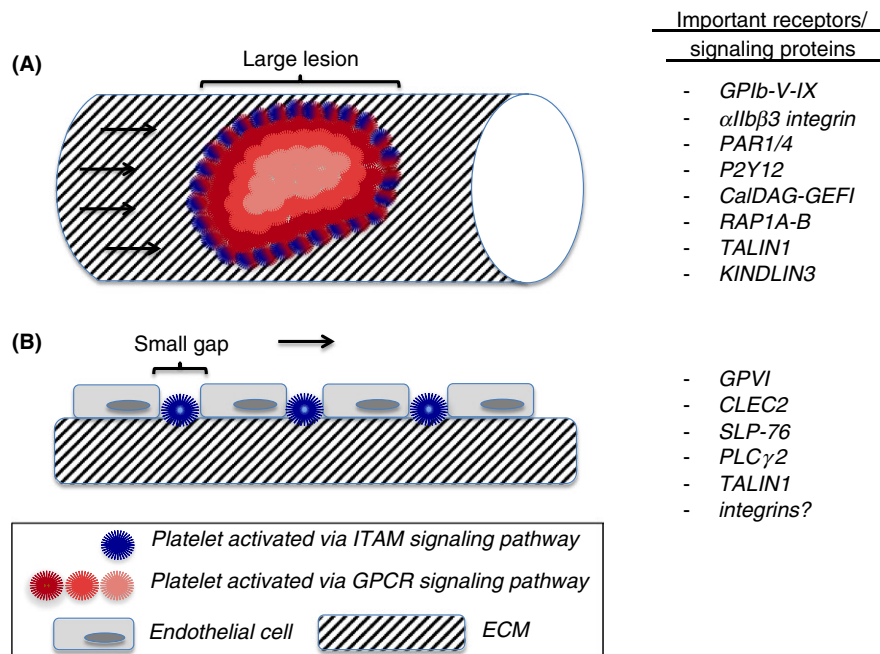 Important receptors/
signaling proteins
(A)
Large lesion
- GPIb-V-IX
- αIIbβ3 integrin
- PAR1/4
- P2Y12
- CalDAG-GEFI
- RAP1A-B
- TALIN1
- KINDLIN3
(B)
Small gap
- GPVI
- CLEC2
- SLP-76
- PLCγ2
- TALIN1
- integrins?
Platelet activated via ITAM signaling pathway
Platelet activated via GPCR signaling pathway
Endothelial cell
ECM